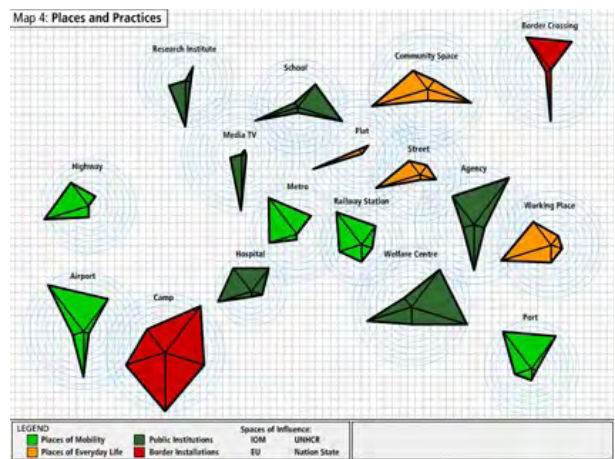 Map 4: Places and Practices
Border Crossing
Research Institute
Community Space
School
Media TV
Flat
Street
Highway
Agency
Metro
Railway Station
Working Place
Hospital
Welfare Centre
Airport
Camp
Port
LEGEND
Places of Mobility
Public Institutions
Spaces of Influence:
IOM
UNHCR
Places of Everyday Life
Border Installations
EU
Nation State